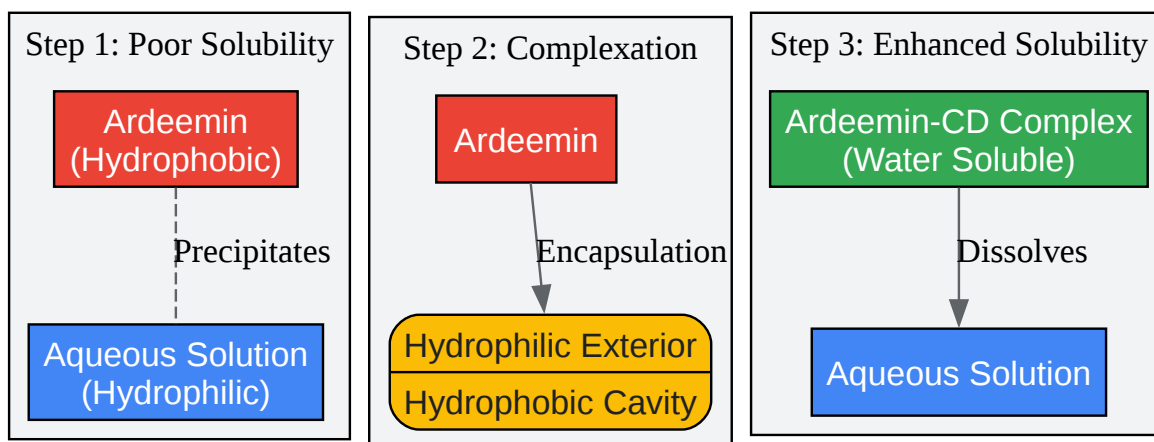 Step 1: Poor Solubility
Ardeemin
(Hydrophobic)
Precipitates
Aqueous Solution
(Hydrophilic)
Step 2: Complexation
Ardeemin
Encapsulation
Hydrophilic Exterior
Hydrophobic Cavity
Step 3: Enhanced Solubility
Ardeemin-CD Complex
(Water Soluble)
Dissolves
Aqueous Solution